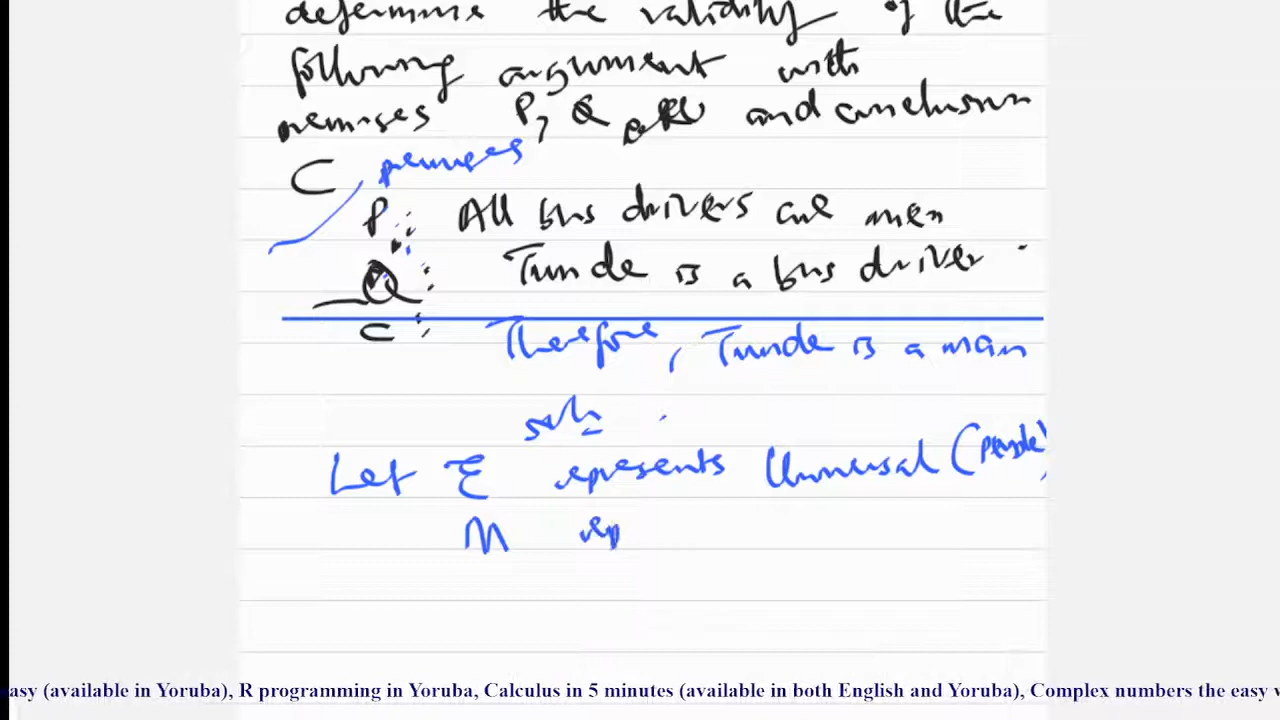 determine the validity of the
following argument with
premises P, Q and conclusion
C premises
P : All bus drivers are men
Q : Tunde is a bus driver
C : Therefore, Tunde is a man
soln
Let ξ represents Universal (People)
M rep
easy (available in Yoruba), R programming in Yoruba, Calculus in 5 minutes (available in both English and Yoruba), Complex numbers the easy w